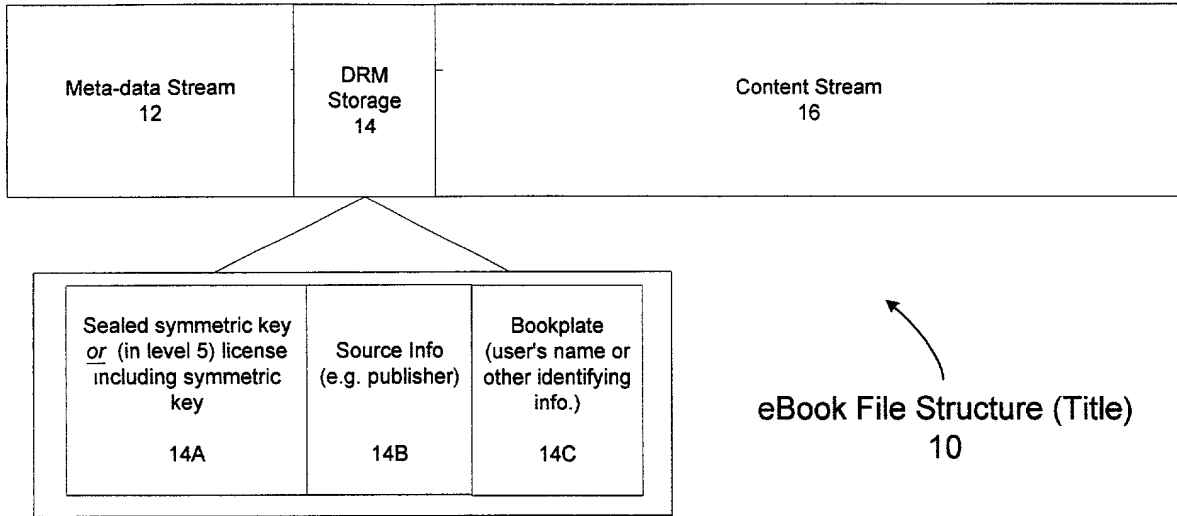 Meta-data Stream
12
DRM
Storage
14
Content Stream
16
Sealed symmetric key
or (in level 5) license
including symmetric
key
14A
Source Info
(e.g. publisher)
14B
Bookplate
(user's name or
other identifying
info.)
14C
eBook File Structure (Title)
10